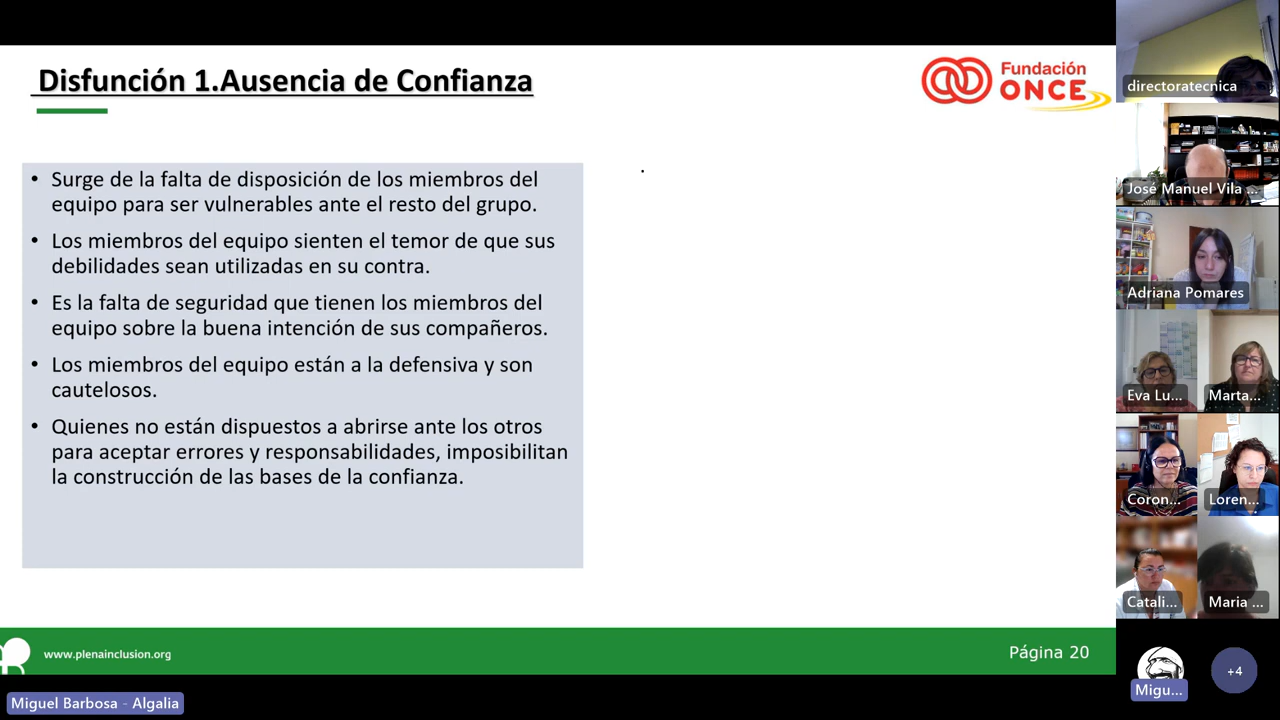 Disfunción 1.Ausencia de Confianza
Fundación
ONCE
• Surge de la falta de disposición de los miembros del
equipo para ser vulnerables ante el resto del grupo.
• Los miembros del equipo sienten el temor de que sus
debilidades sean utilizadas en su contra.
• Es la falta de seguridad que tienen los miembros del
equipo sobre la buena intención de sus compañeros.
• Los miembros del equipo están a la defensiva y son
cautelosos.
• Quienes no están dispuestos a abrirse ante los otros
para aceptar errores y responsabilidades, imposibilitan
la construcción de las bases de la confianza.
.
www.plenainclusion.org
Página 20
Miguel Barbosa - Algalia
directoratecnica
José Manuel Vila ...
Adriana Pomares
Eva Lu...
Marta...
Coron...
Loren...
Catali...
Maria ...
Migu...
+4